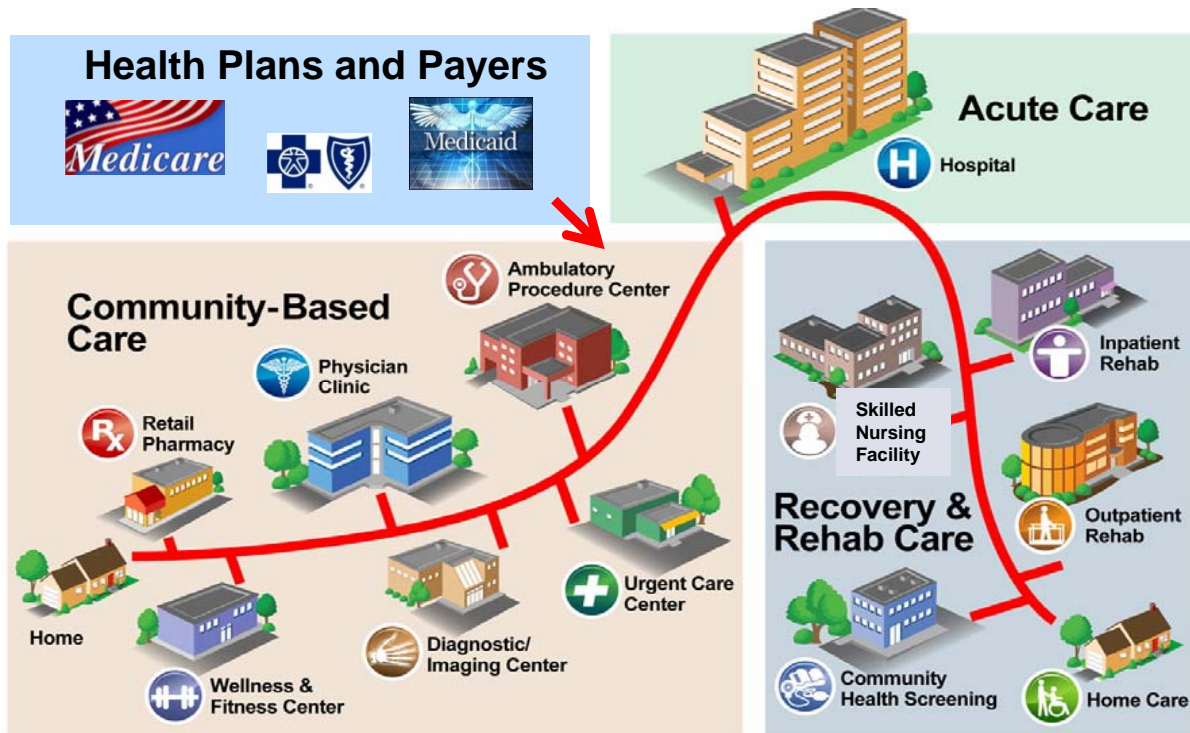 Health Plans and Payers
Medicare
Medicaid
Acute Care
H
Hospital
Community-Based
Care
Ambulatory
Procedure Center
Physician
Clinic
Rx
Retail
Pharmacy
Home
Wellness &
Fitness Center
Diagnostic/
Imaging Center
Urgent Care
Center
Inpatient
Rehab
Skilled
Nursing
Facility
Recovery &
Rehab Care
Outpatient
Rehab
Community
Health Screening
Home Care